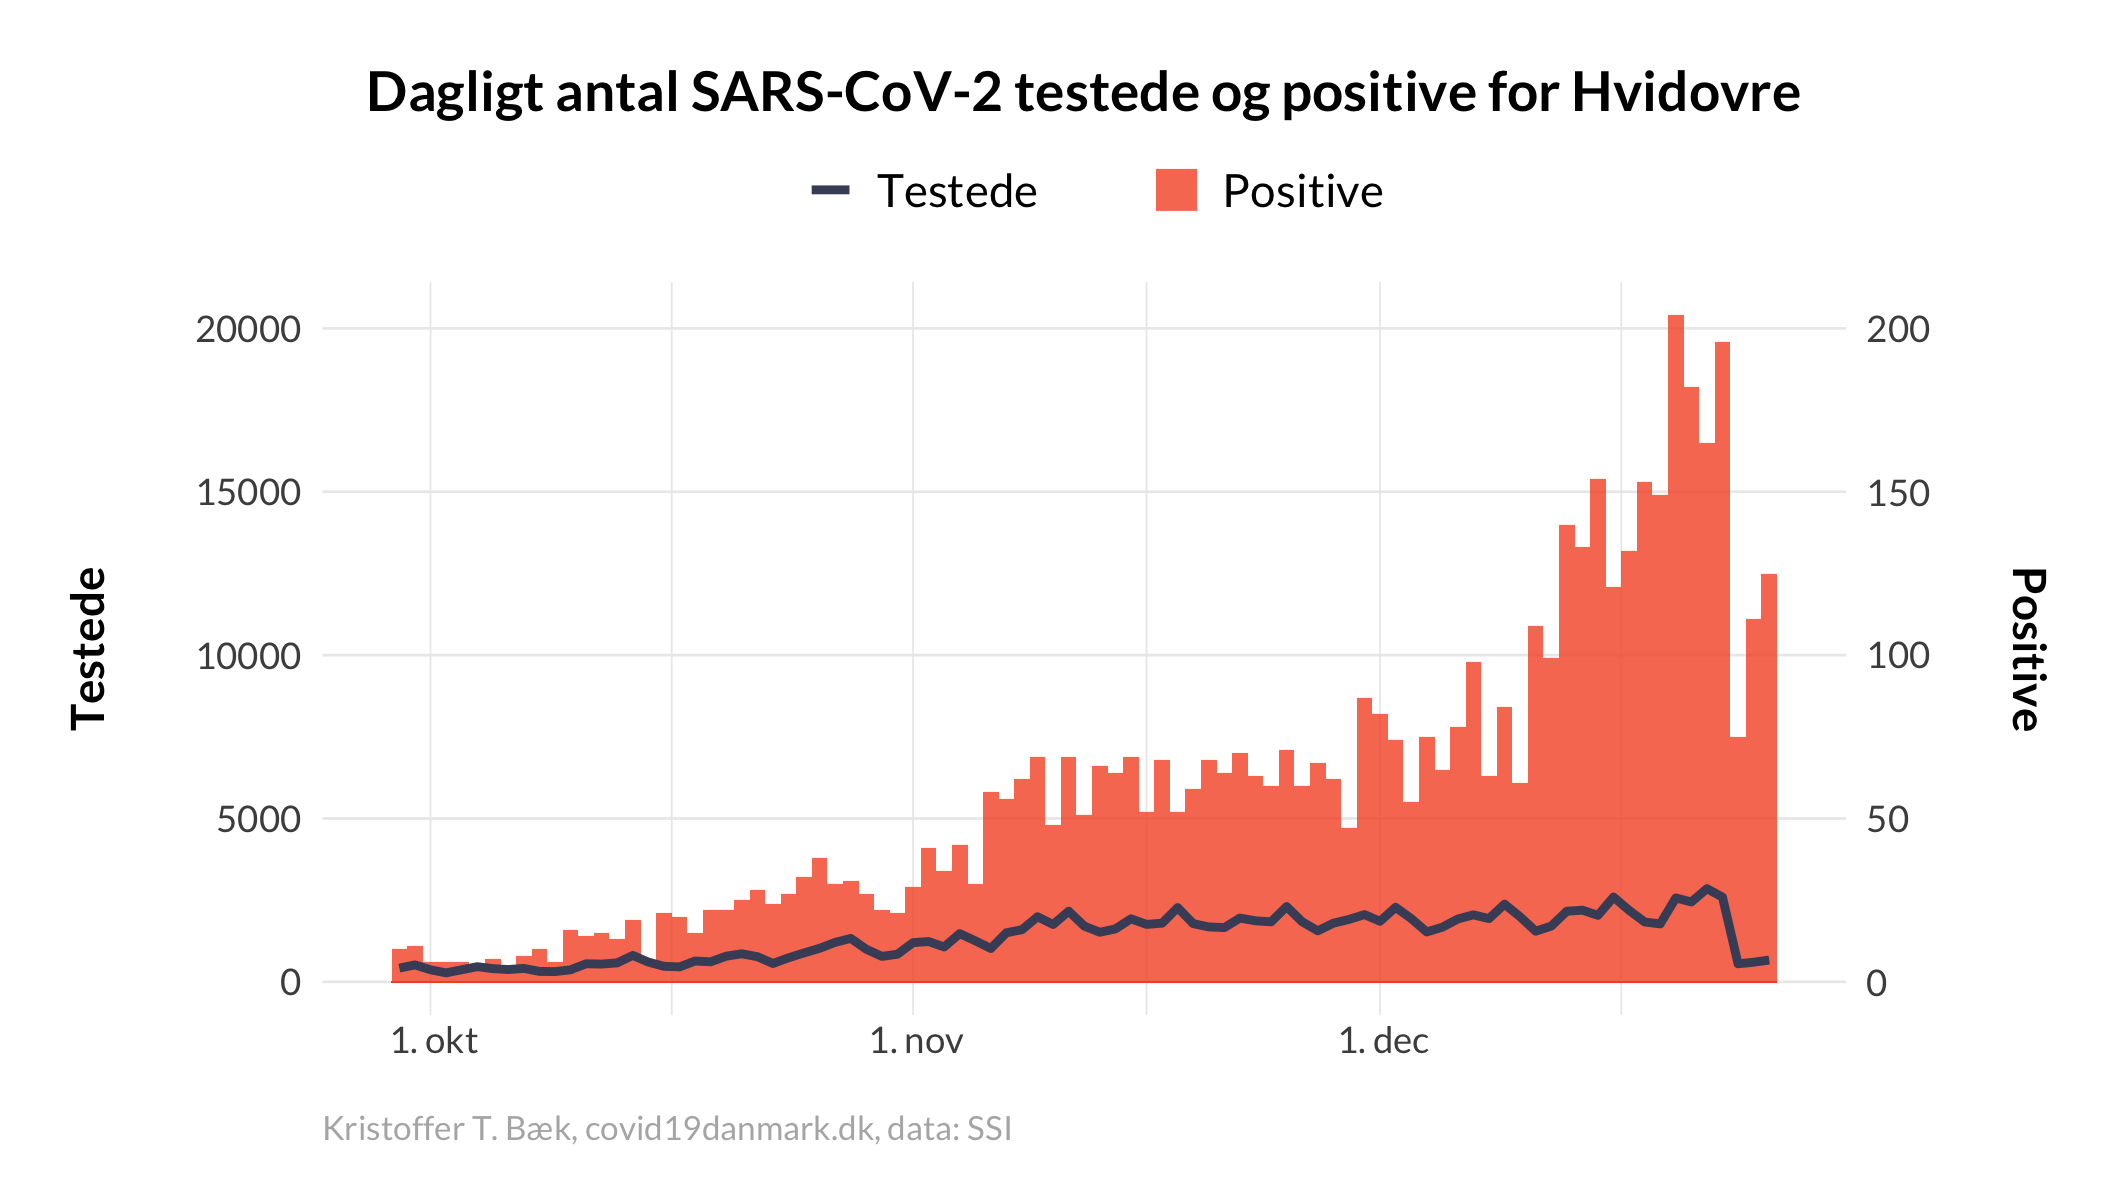 Dagligt antal SARS-CoV-2 testede og positive for Hvidovre
Testede
Positive
20000
15000
10000
5000
0
Testede
200
150
100
50
0
Positive
1. okt
1. nov
1. dec
Kristoffer T. Bæk, covid19danmark.dk, data: SSI